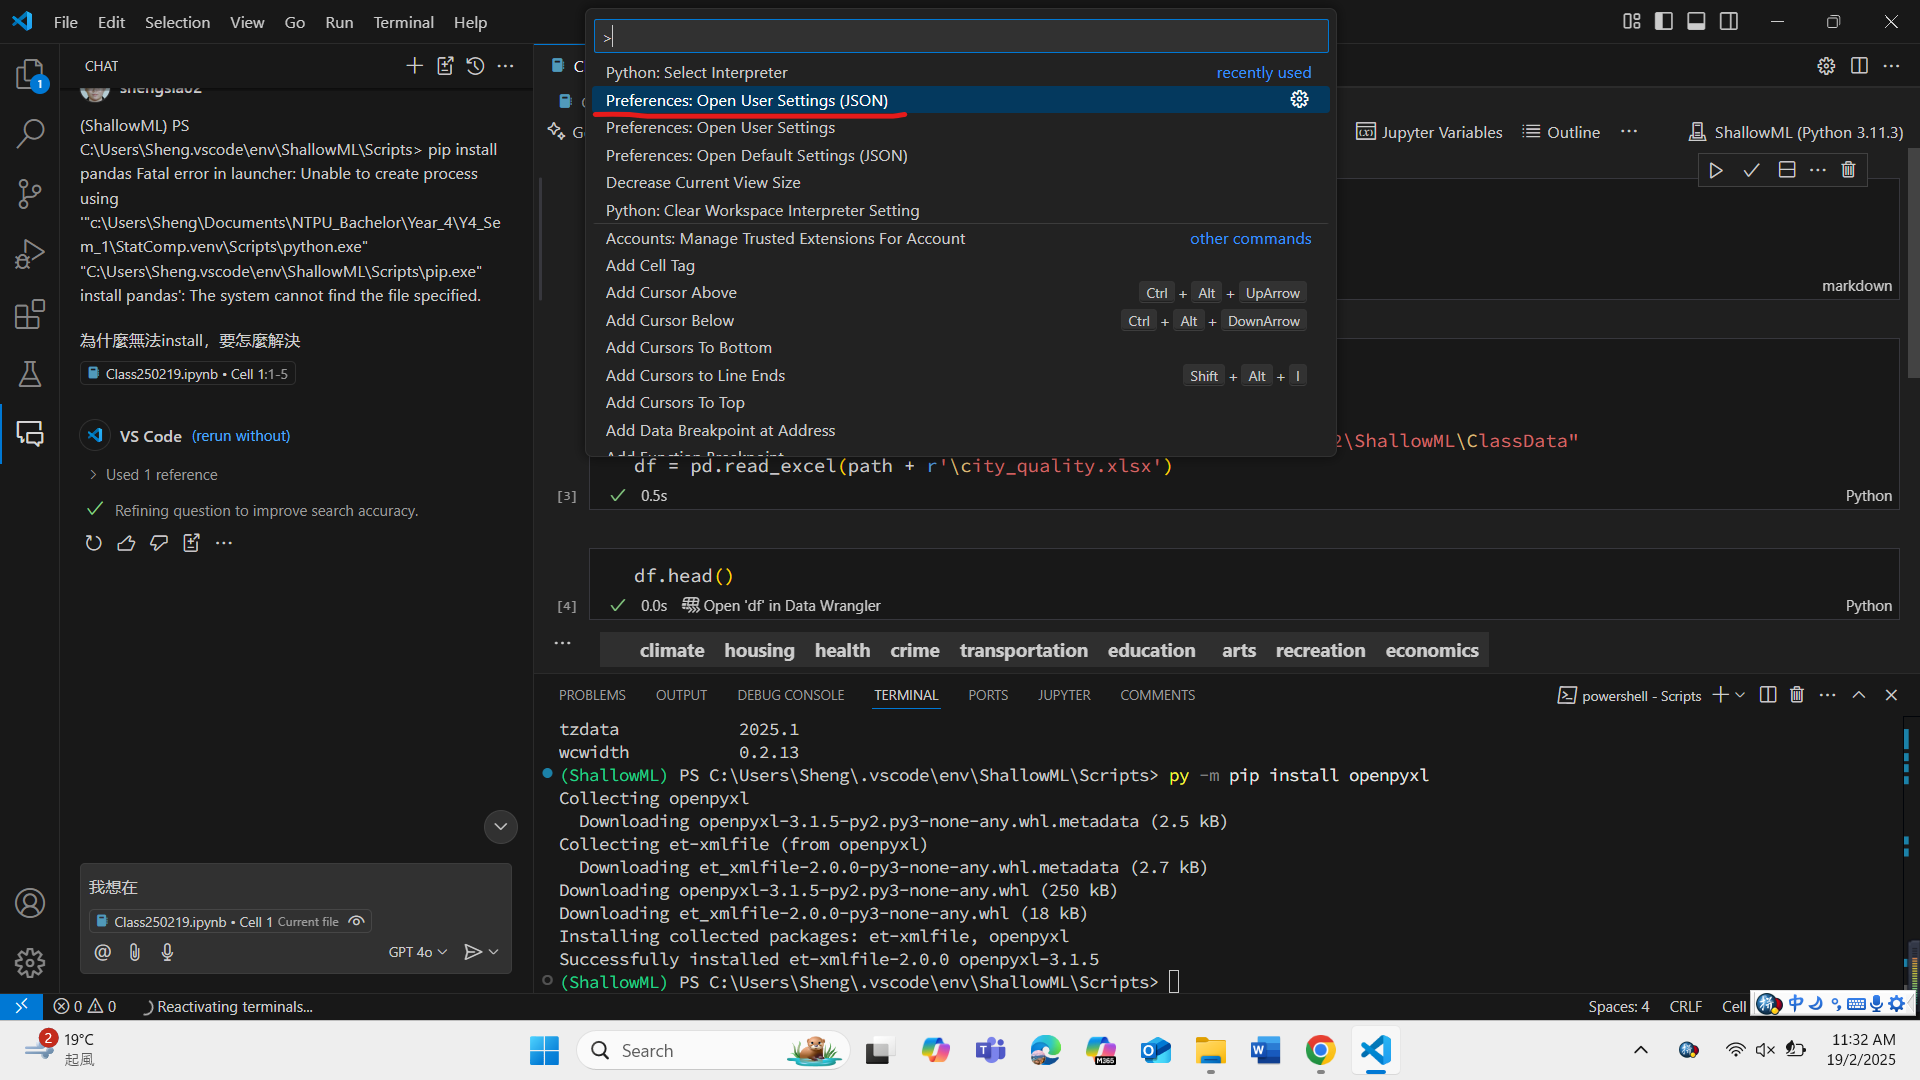 File Edit Selection View Go Run Terminal Help
>
Python: Select Interpreter recently used
Preferences: Open User Settings (JSON)
Preferences: Open User Settings
Preferences: Open Default Settings (JSON)
Decrease Current View Size
Python: Clear Workspace Interpreter Setting
Accounts: Manage Trusted Extensions For Account other commands
Add Cell Tag
Add Cursor Above Ctrl + Alt + UpArrow
Add Cursor Below Ctrl + Alt + DownArrow
Add Cursors To Bottom
Add Cursors to Line Ends Shift + Alt + I
Add Cursors To Top
Add Data Breakpoint at Address
CHAT
shengsia02
(ShallowML) PS
C:\Users\Sheng.vscode\env\ShallowML\Scripts> pip install
pandas Fatal error in launcher: Unable to create process
using
'"c:\Users\Sheng\Documents\NTPU_Bachelor\Year_4\Y4_Se
m_1\StatComp.venv\Scripts\python.exe"
"C:\Users\Sheng.vscode\env\ShallowML\Scripts\pip.exe"
install pandas': The system cannot find the file specified.
為什麼無法install，要怎麼解決
Class250219.ipynb • Cell 1:1-5
VS Code (rerun without)
Used 1 reference
Refining question to improve search accuracy.
我想在
Class250219.ipynb • Cell 1 Current file
GPT 4o
Jupyter Variables Outline ShallowML (Python 3.11.3)
markdown
2\ShallowML\ClassData"
df = pd.read_excel(path + r'\city_quality.xlsx')
[3] 0.5s Python
df.head()
[4] 0.0s Open 'df' in Data Wrangler Python
climate housing health crime transportation education arts recreation economics
PROBLEMS OUTPUT DEBUG CONSOLE TERMINAL PORTS JUPYTER COMMENTS powershell - Scripts
tzdata 2025.1
wcwidth 0.2.13
(ShallowML) PS C:\Users\Sheng\.vscode\env\ShallowML\Scripts> py -m pip install openpyxl
Collecting openpyxl
Downloading openpyxl-3.1.5-py2.py3-none-any.whl.metadata (2.5 kB)
Collecting et-xmlfile (from openpyxl)
Downloading et_xmlfile-2.0.0-py3-none-any.whl.metadata (2.7 kB)
Downloading openpyxl-3.1.5-py2.py3-none-any.whl (250 kB)
Downloading et_xmlfile-2.0.0-py3-none-any.whl (18 kB)
Installing collected packages: et-xmlfile, openpyxl
Successfully installed et-xmlfile-2.0.0 openpyxl-3.1.5
(ShallowML) PS C:\Users\Sheng\.vscode\env\ShallowML\Scripts>
0 0 Reactivating terminals... Spaces: 4 CRLF Cell
中
1
2
19°C
起風
Search
M365
11:32 AM
19/2/2025